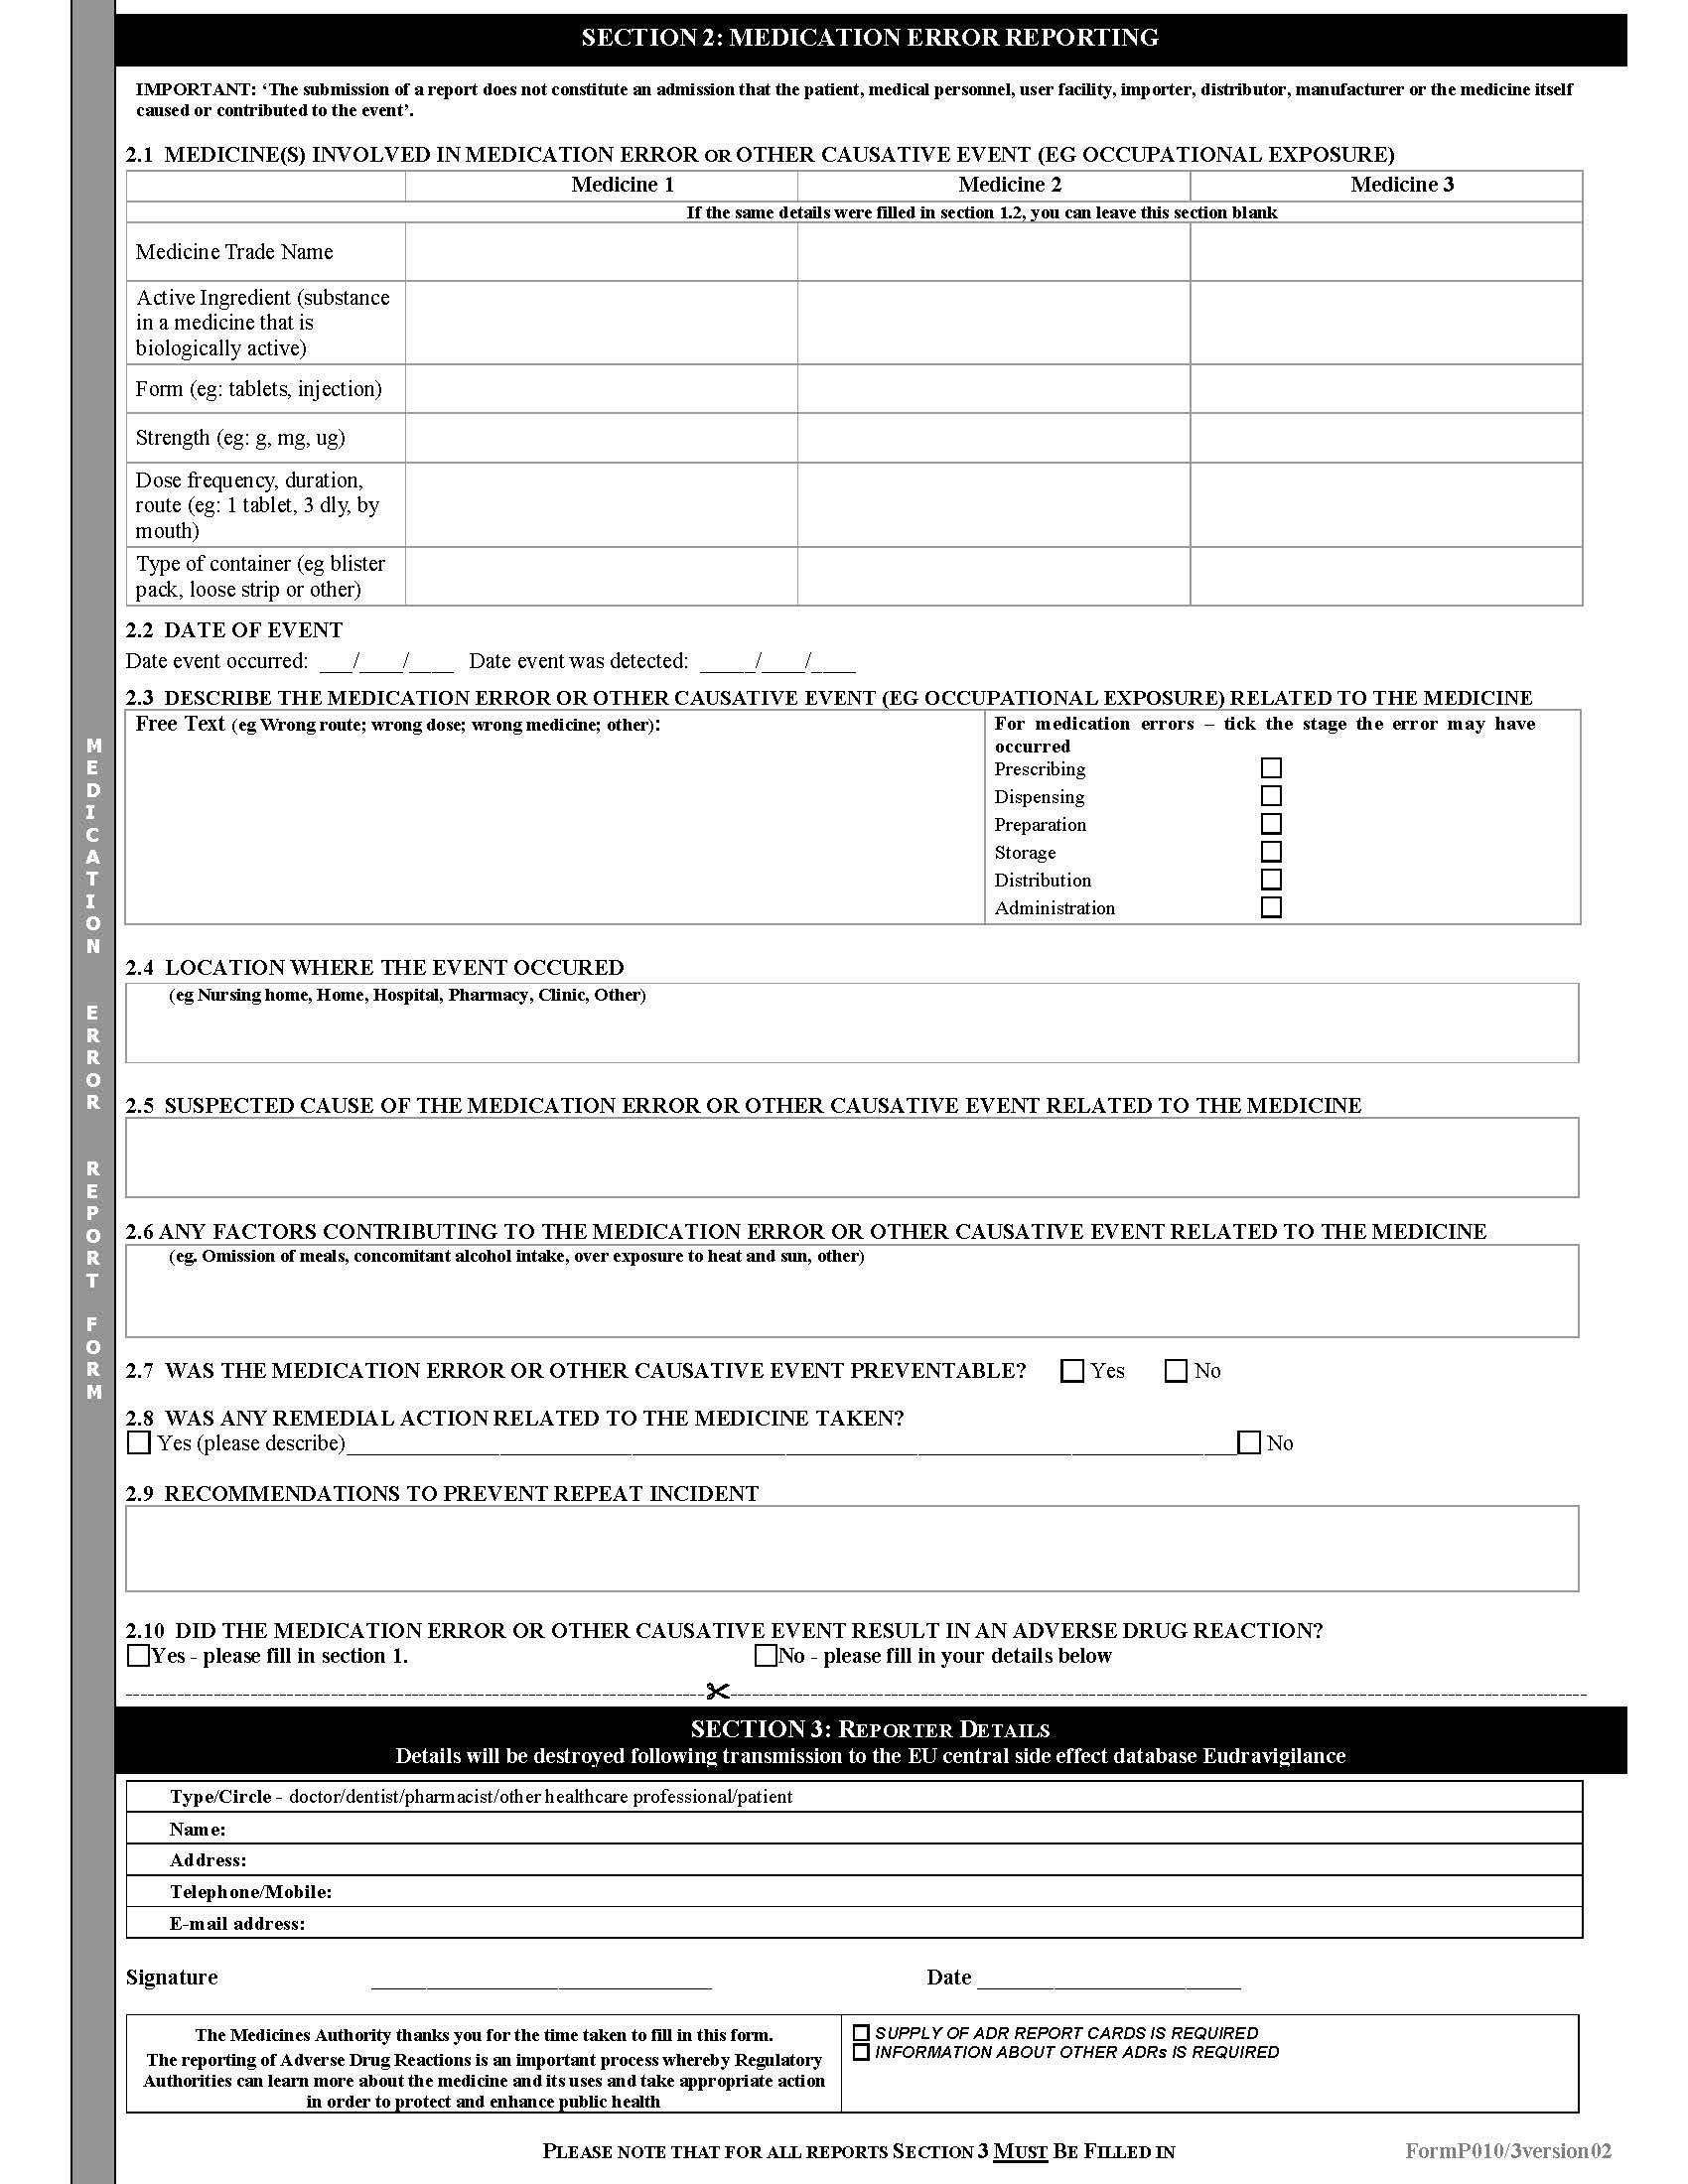 SECTION 2: MEDICATION ERROR REPORTING
IMPORTANT: ‘The submission of a report does not constitute an admission that the patient, medical personnel, user facility, importer, distributor, manufacturer or the medicine itself
caused or contributed to the event’.
2.1 MEDICINE(S) INVOLVED IN MEDICATION ERROR OR OTHER CAUSATIVE EVENT (EG OCCUPATIONAL EXPOSURE)
Medicine 1 Medicine 2 Medicine 3
If the same details were filled in section 1.2, you can leave this section blank
Medicine Trade Name
Active Ingredient (substance
in a medicine that is
biologically active)
Form (eg: tablets, injection)
Strength (eg: g, mg, ug)
Dose frequency, duration,
route (eg: 1 tablet, 3 dly, by
mouth)
Type of container (eg blister
pack, loose strip or other)
2.2 DATE OF EVENT
Date event occurred: ___/____/____ Date event was detected: _____/____/____
2.3 DESCRIBE THE MEDICATION ERROR OR OTHER CAUSATIVE EVENT (EG OCCUPATIONAL EXPOSURE) RELATED TO THE MEDICINE
Free Text (eg Wrong route; wrong dose; wrong medicine; other):
For medication errors – tick the stage the error may have
occurred
Prescribing
Dispensing
Preparation
Storage
Distribution
Administration
2.4 LOCATION WHERE THE EVENT OCCURED
(eg Nursing home, Home, Hospital, Pharmacy, Clinic, Other)
2.5 SUSPECTED CAUSE OF THE MEDICATION ERROR OR OTHER CAUSATIVE EVENT RELATED TO THE MEDICINE
2.6 ANY FACTORS CONTRIBUTING TO THE MEDICATION ERROR OR OTHER CAUSATIVE EVENT RELATED TO THE MEDICINE
(eg. Omission of meals, concomitant alcohol intake, over exposure to heat and sun, other)
2.7 WAS THE MEDICATION ERROR OR OTHER CAUSATIVE EVENT PREVENTABLE? Yes No
2.8 WAS ANY REMEDIAL ACTION RELATED TO THE MEDICINE TAKEN?
Yes (please describe)____________________ No
2.9 RECOMMENDATIONS TO PREVENT REPEAT INCIDENT
2.10 DID THE MEDICATION ERROR OR OTHER CAUSATIVE EVENT RESULT IN AN ADVERSE DRUG REACTION?
Yes - please fill in section 1. No - please fill in your details below
SECTION 3: REPORTER DETAILS
Details will be destroyed following transmission to the EU central side effect database Eudravigilance
Type/Circle - doctor/dentist/pharmacist/other healthcare professional/patient
Name:
Address:
Telephone/Mobile:
E-mail address:
Signature ____________________ Date ____________________
The Medicines Authority thanks you for the time taken to fill in this form.
The reporting of Adverse Drug Reactions is an important process whereby Regulatory
Authorities can learn more about the medicine and its uses and take appropriate action
in order to protect and enhance public health
SUPPLY OF ADR REPORT CARDS IS REQUIRED
INFORMATION ABOUT OTHER ADRs IS REQUIRED
PLEASE NOTE THAT FOR ALL REPORTS SECTION 3 MUST BE FILLED IN
FormP010/3version02
MEDICATION ERROR REPORT FORM